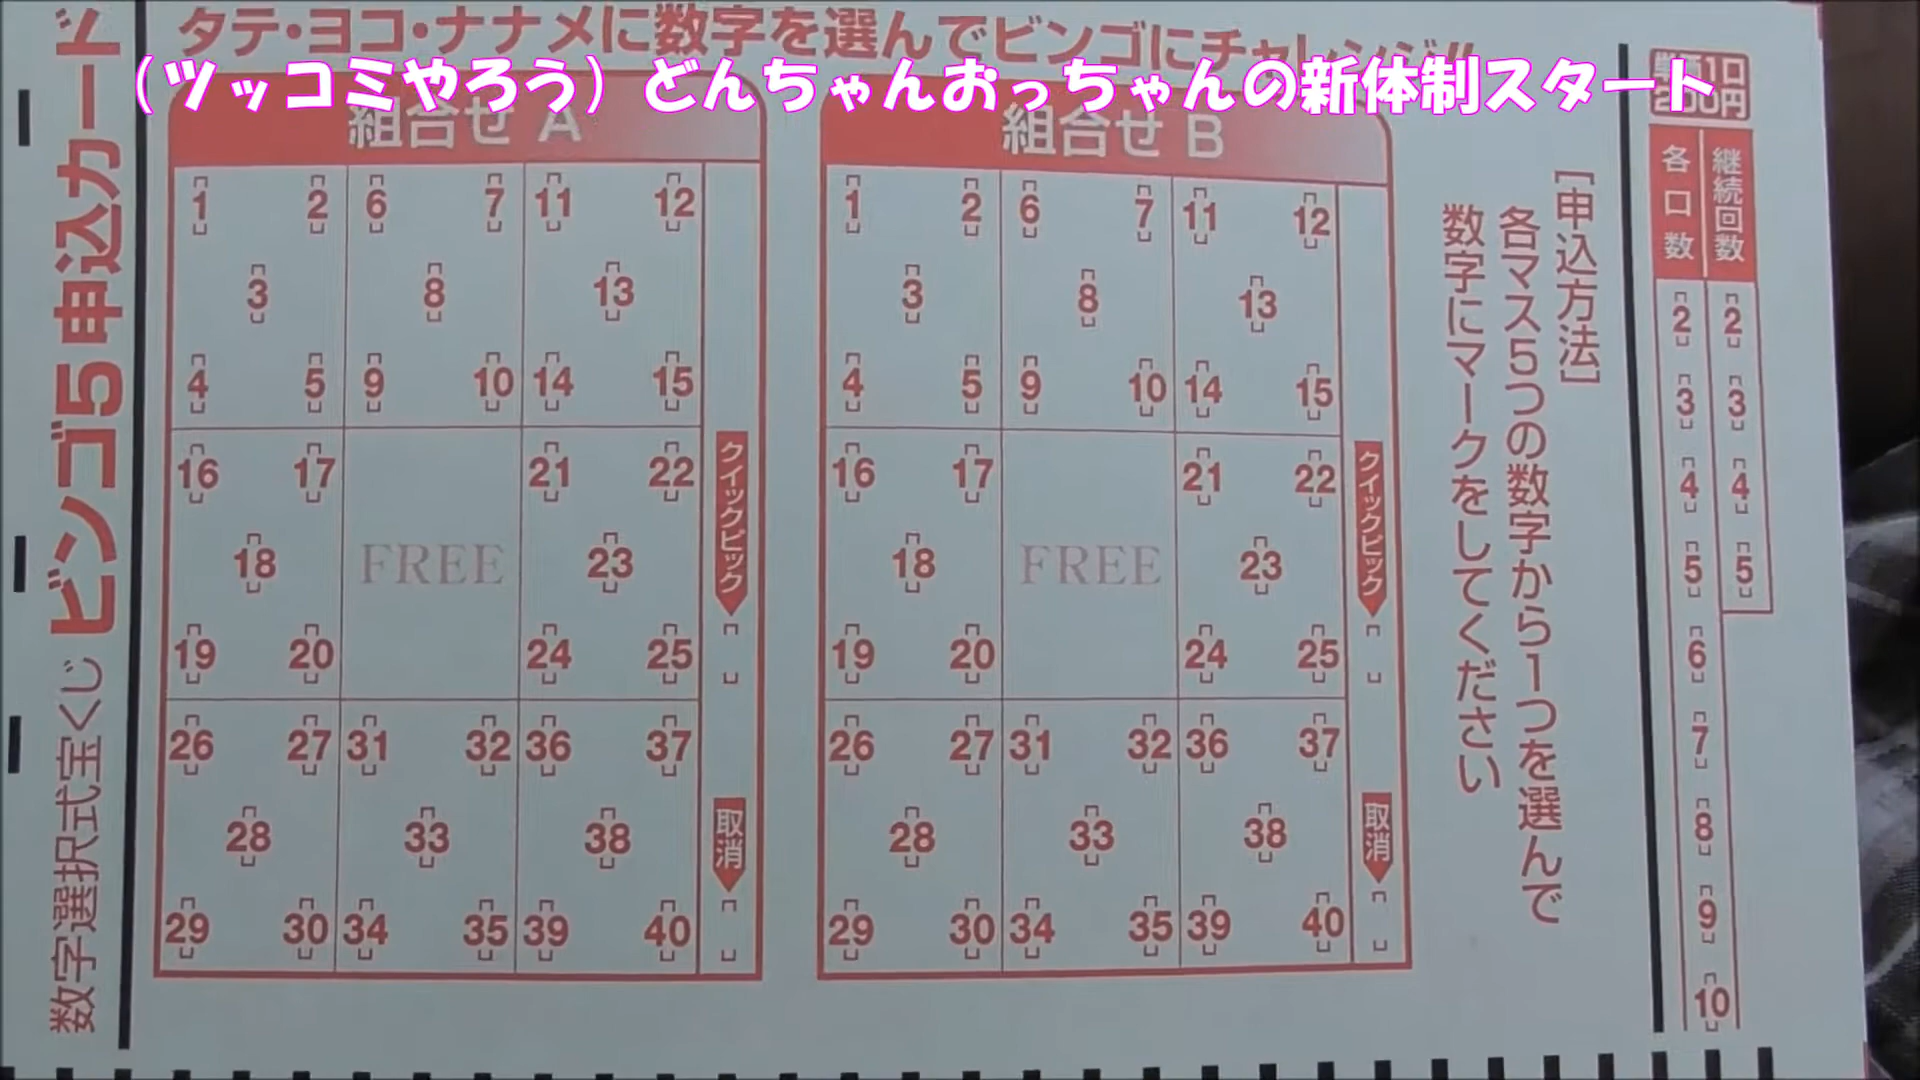 タテ・ヨコ・ナナメに数字を選んでビンゴにチャレンジ!!
（ツッコミやろう）どんちゃんおっちゃんの新体制スタート
数字選択式宝くじ ビンゴ5 申込カード
組合せ A
1 2 6 7 11 12
3 8 13
4 5 9 10 14 15
16 17 21 22
18 FREE 23
19 20 24 25
26 27 31 32 36 37
28 33 38
29 30 34 35 39 40
クイックピック
取消
組合せ B
1 2 6 7 11 12
3 8 13
4 5 9 10 14 15
16 17 21 22
18 FREE 23
19 20 24 25
26 27 31 32 36 37
28 33 38
29 30 34 35 39 40
クイックピック
取消
［申込方法］
各マス5つの数字から1つを選んで
数字にマークをしてください
単価1口
200円
各口数 継続回数
2 2
3 3
4 4
5 5
6
7
8
9
10